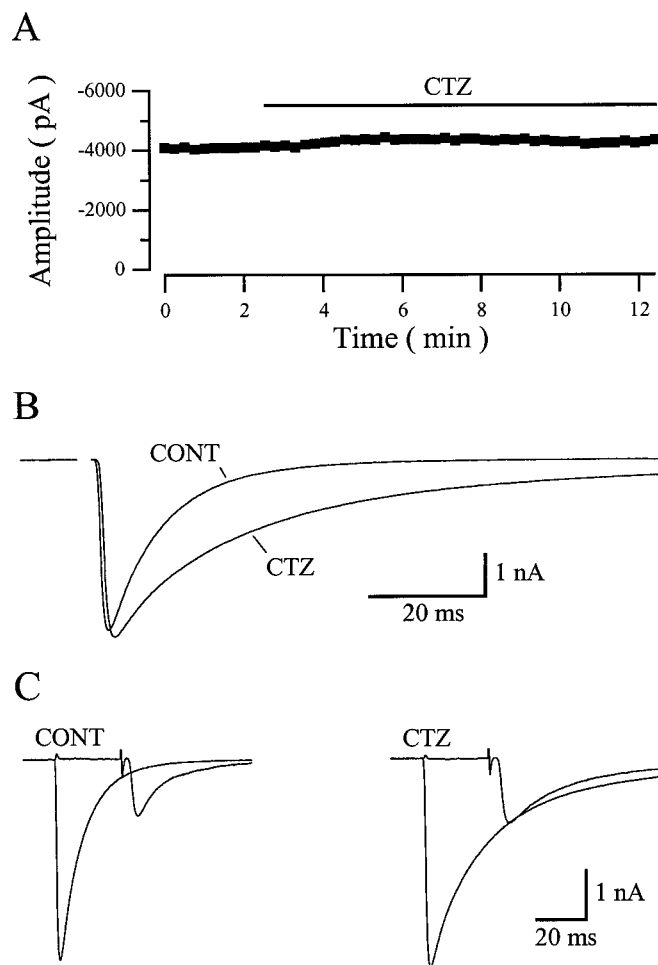 A
CTZ
Amplitude ( pA )
-6000
-4000
-2000
0
0 2 4 6 8 10 12
Time ( min )
B
CONT
CTZ
1 nA
20 ms
C
CONT
CTZ
1 nA
20 ms